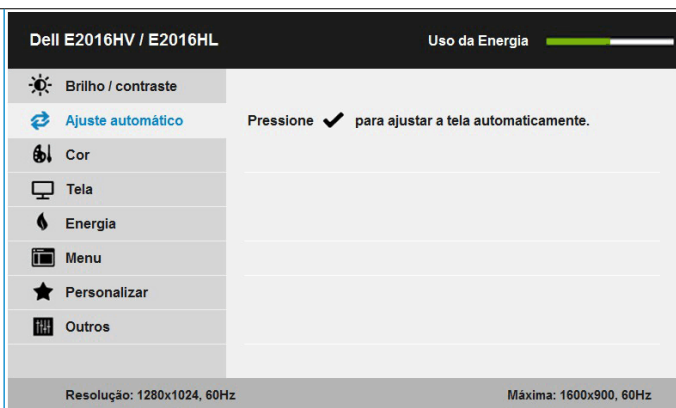 Dell E2016HV / E2016HL Uso da Energia
Brilho / contraste
Ajuste automático Pressione ✔ para ajustar a tela automaticamente.
Cor
Tela
Energia
Menu
Personalizar
Outros
Resolução: 1280x1024, 60Hz Máxima: 1600x900, 60Hz